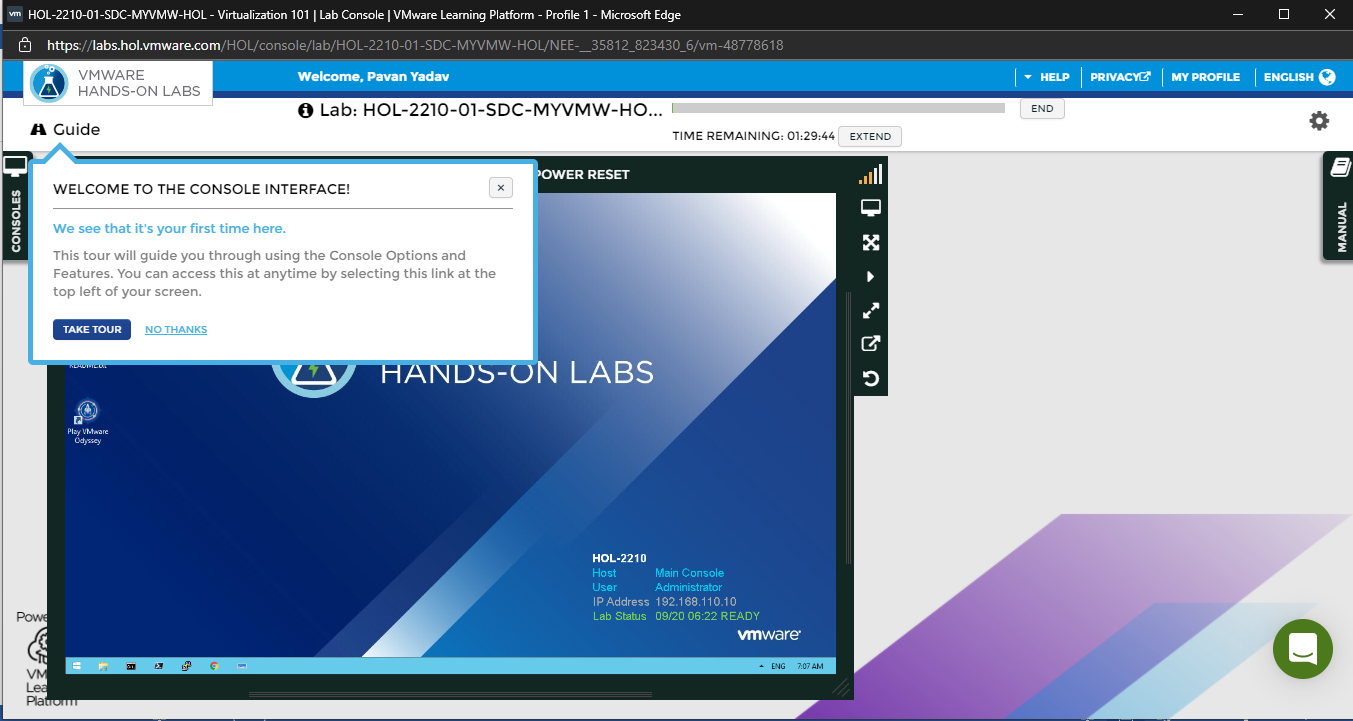 HOL-2210-01-SDC-MYVMW-HOL - Virtualization 101 | Lab Console | VMware Learning Platform - Profile 1 - Microsoft Edge
https://labs.hol.vmware.com/HOL/console/lab/HOL-2210-01-SDC-MYVMW-HOL/NEE-__35812_823430_6/vm-48778618
VMWARE
HANDS-ON LABS
Welcome, Pavan Yadav
HELP
PRIVACY
MY PROFILE
ENGLISH
Guide
Lab: HOL-2210-01-SDC-MYVMW-HO...
END
TIME REMAINING: 01:29:44
EXTEND
CONSOLES
WELCOME TO THE CONSOLE INTERFACE!
We see that it's your first time here.
This tour will guide you through using the Console Options and
Features. You can access this at anytime by selecting this link at the
top left of your screen.
TAKE TOUR
NO THANKS
POWER RESET
MANUAL
README.txt
Play VMware
Odyssey
HANDS-ON LABS
HOL-2210
Host Main Console
User Administrator
IP Address 192.168.110.10
Lab Status 09/20 06:22 READY
vmware
ENG 7:07 AM
Powe
VM
Lea
Platform